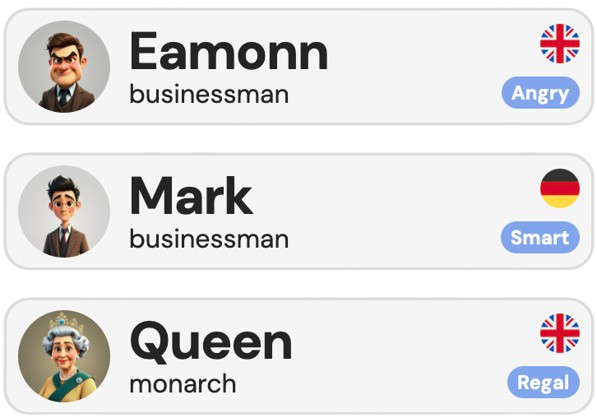 Eamonn
businessman
Angry
Mark
businessman
Smart
Queen
monarch
Regal